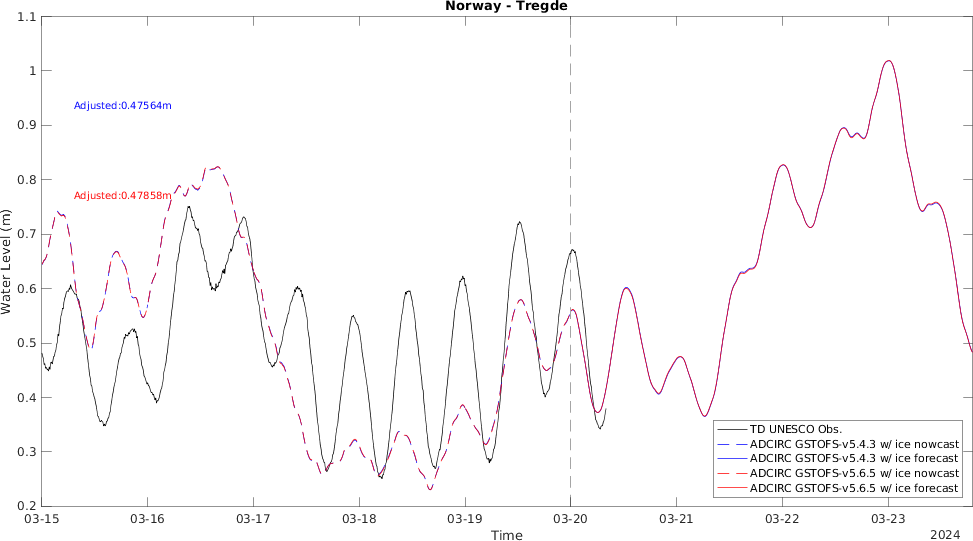 Norway - Tregde
1.1
1
0.9
0.8
0.7
0.6
0.5
0.4
0.3
0.2
Water Level (m)
Adjusted:0.47564m
Adjusted:0.47858m
TD UNESCO Obs.
ADCIRC GSTOFS-v5.4.3 w/ ice nowcast
ADCIRC GSTOFS-v5.4.3 w/ ice forecast
ADCIRC GSTOFS-v5.6.5 w/ ice nowcast
ADCIRC GSTOFS-v5.6.5 w/ ice forecast
03-15 03-16 03-17 03-18 03-19 03-20 03-21 03-22 03-23
Time
2024